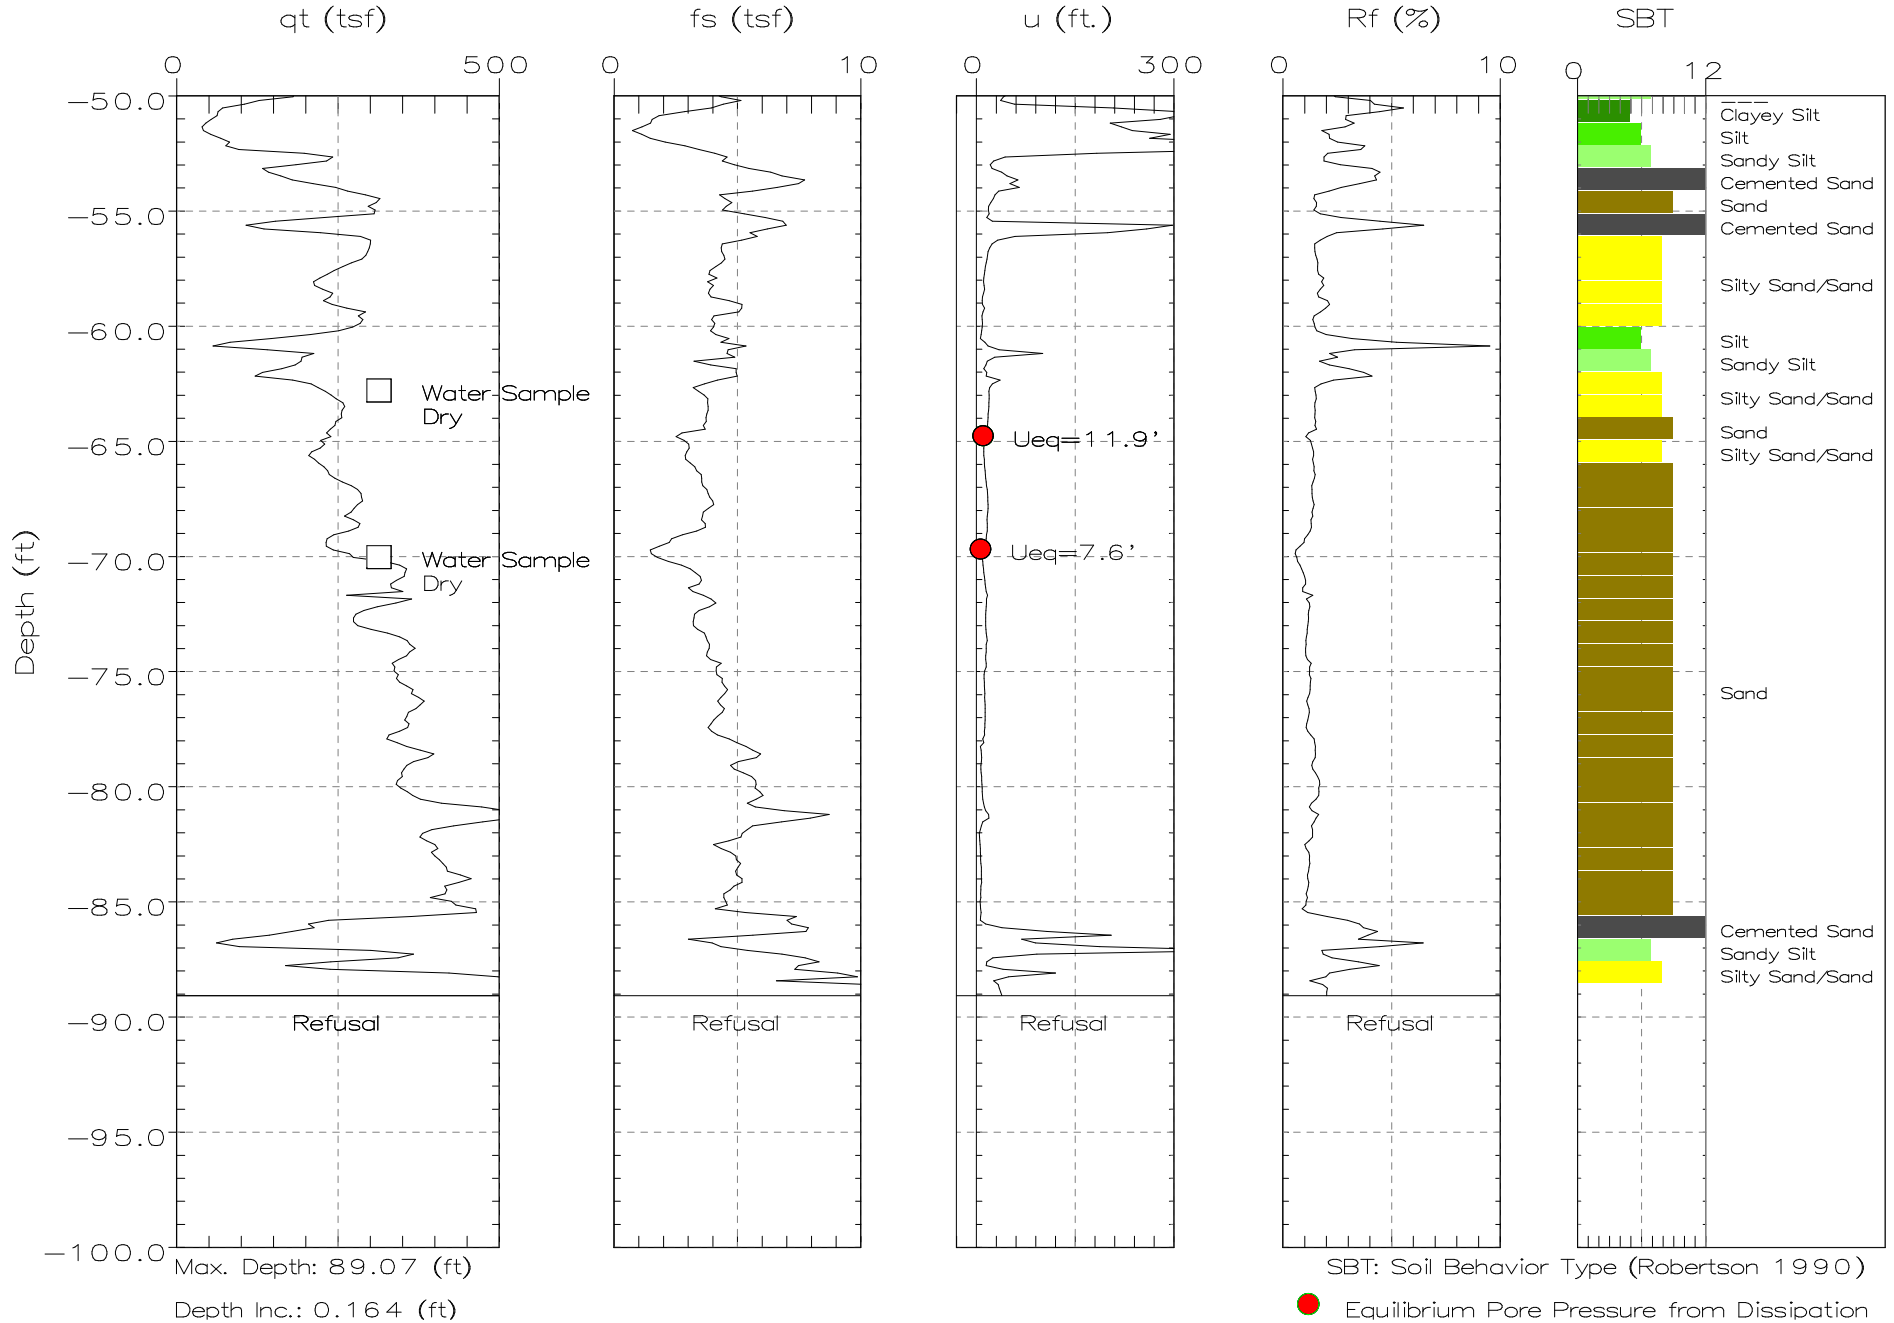 qt (tsf) fs (tsf) u (ft.) Rf (%) SBT
0 500 0 10 0 300 0 10 0 12
−50.0
Clayey Silt
Silt
Sandy Silt
Cemented Sand
−55.0 Sand
Cemented Sand
Silty Sand/Sand
−60.0
Silt
Sandy Silt
Water Sample Silty Sand/Sand
Dry
−65.0 Ueq=11.9' Sand
Silty Sand/Sand
−70.0 Water Sample Ueq=7.6'
Dry
Depth (ft)
−75.0
Sand
−80.0
−85.0
Cemented Sand
Sandy Silt
Silty Sand/Sand
−90.0 Refusal Refusal Refusal Refusal
−95.0
−100.0
Max. Depth: 89.07 (ft) SBT: Soil Behavior Type (Robertson 1990)
Depth Inc.: 0.164 (ft) Equilibrium Pore Pressure from Dissipation